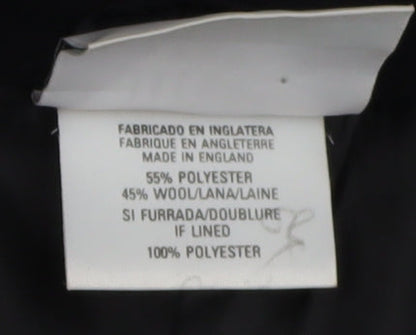 FABRICADO EN INGLATERA
FABRIQUE EN ANGLETERRE
MADE IN ENGLAND
55% POLYESTER
45% WOOL/LANA/LAINE
SI FURRADA/DOUBLURE
IF LINED
100% POLYESTER